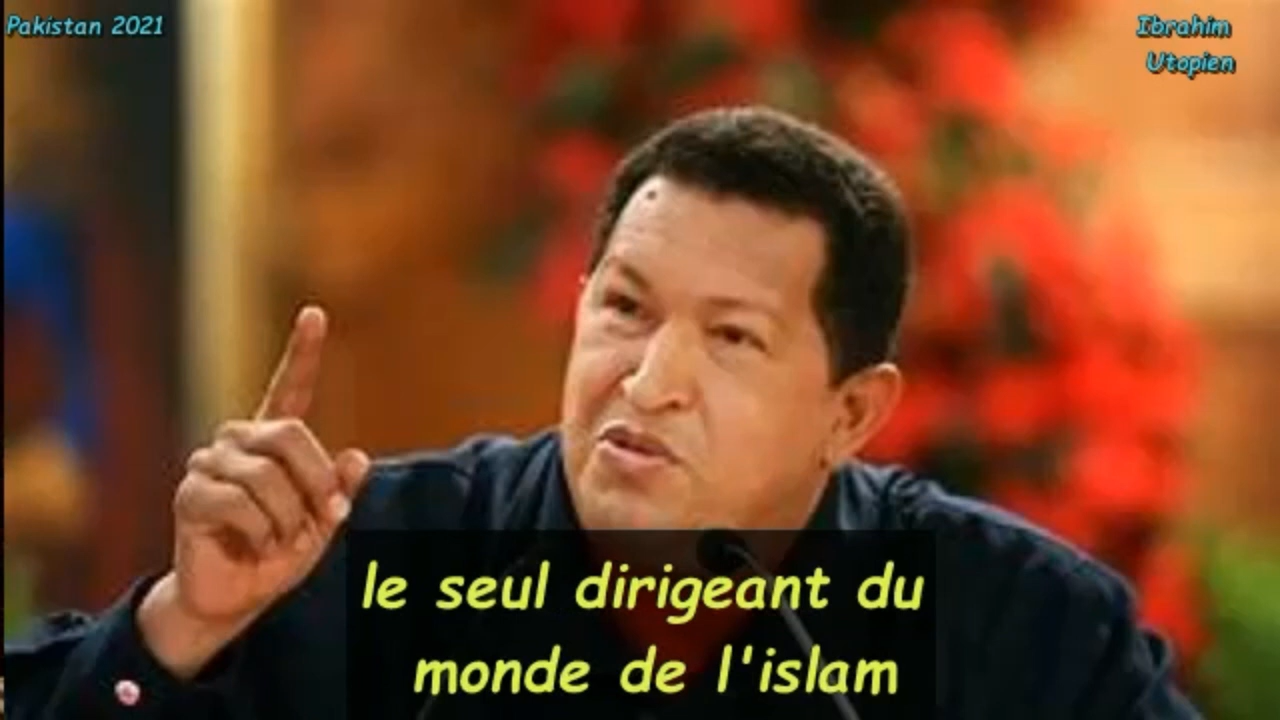 Pakistan 2021
Ibrahim
Utopien
le seul dirigeant du
monde de l'islam